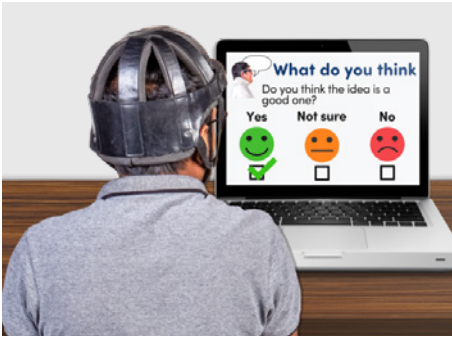 What do you think
Do you think the idea is a
good one?
Yes Not sure No